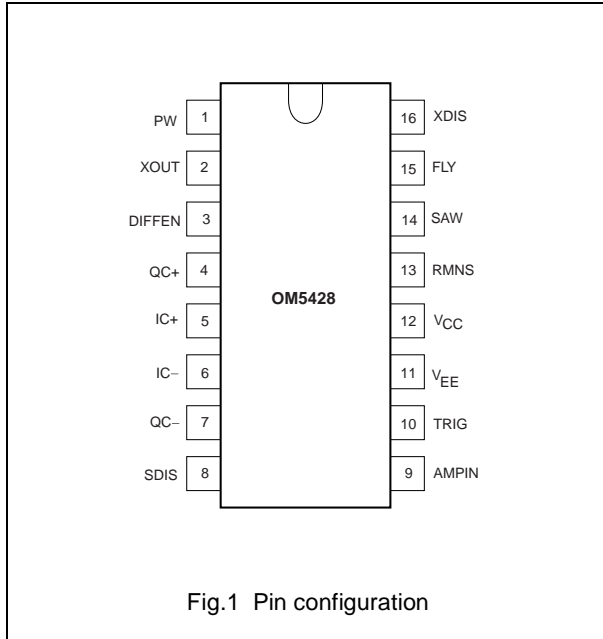 PW 1 16 XDIS
XOUT 2 15 FLY
DIFFEN 3 14 SAW
QC+ 4 13 RMNS
OM5428
IC+ 5 12 VCC
IC− 6 11 VEE
QC− 7 10 TRIG
SDIS 8 9 AMPIN
Fig.1 Pin configuration